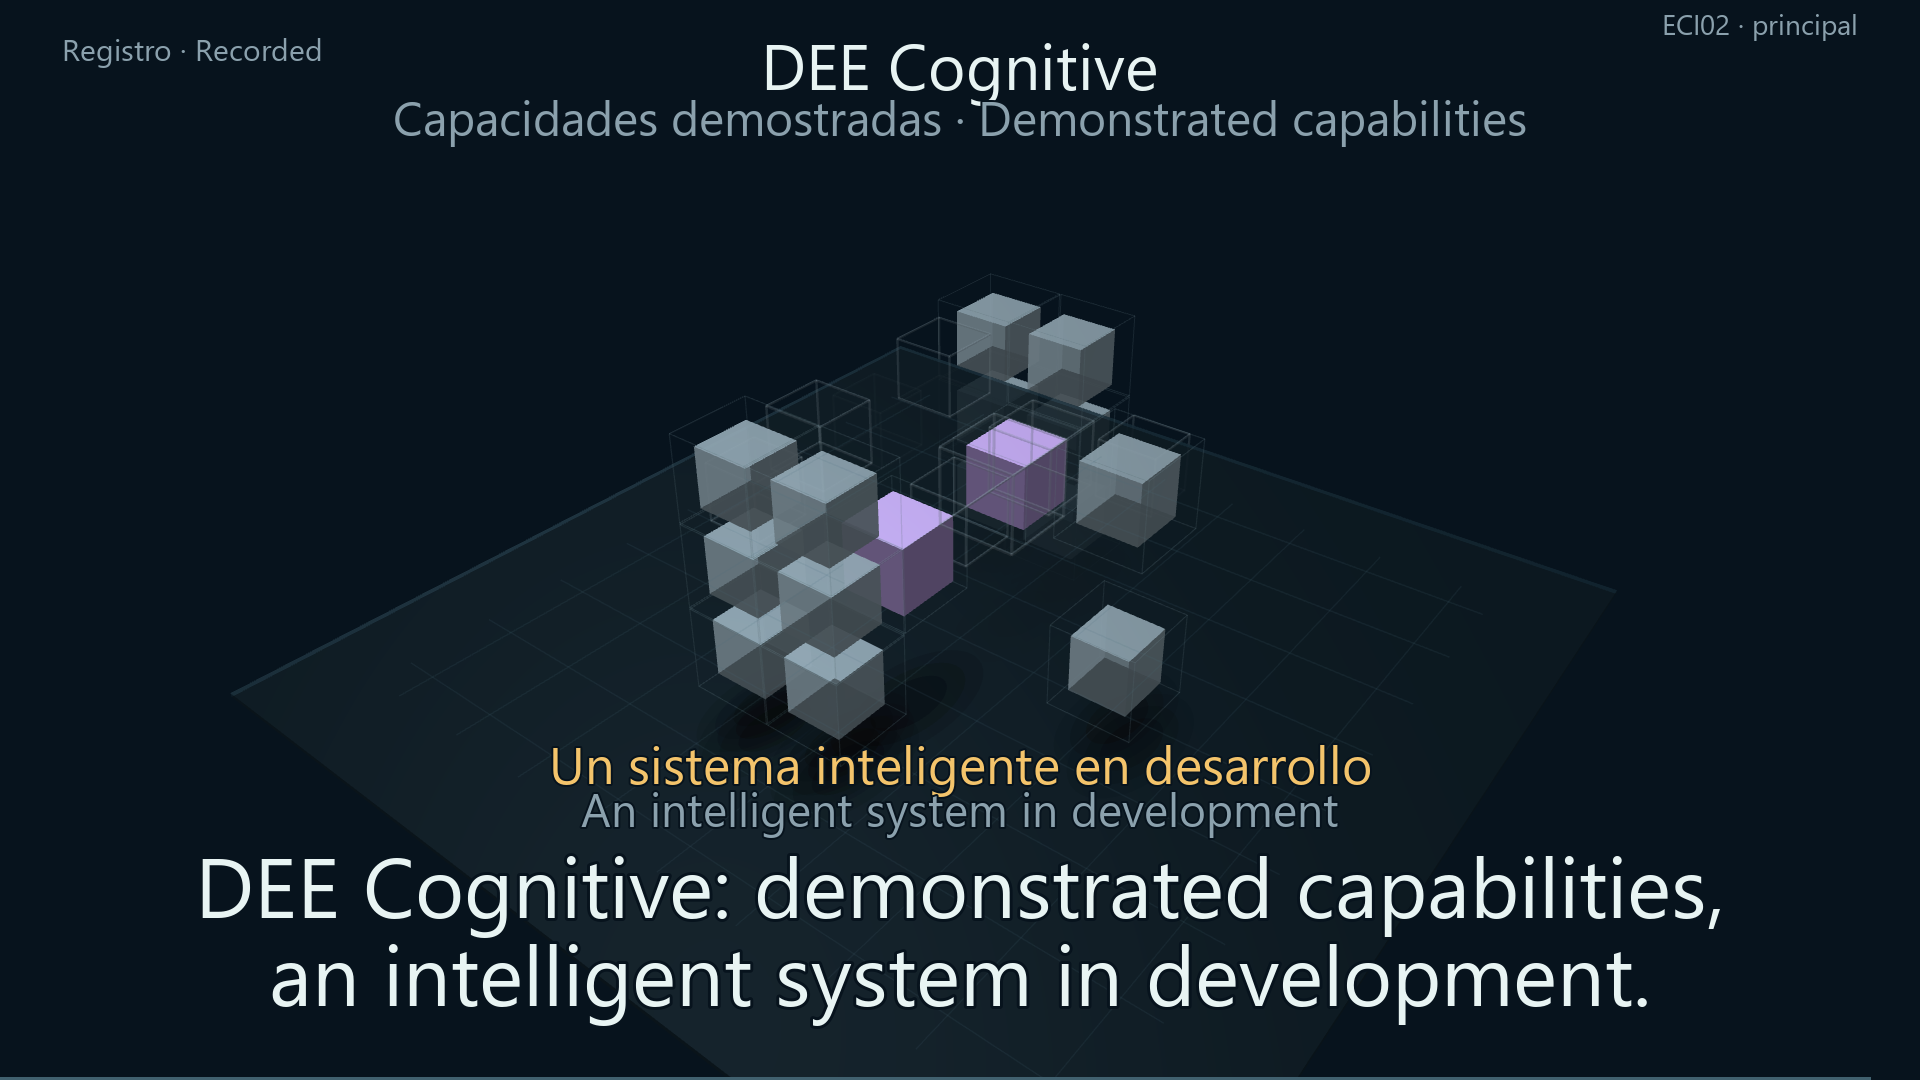 Registro · Recorded
ECI02 · principal
DEE Cognitive
Capacidades demostradas · Demonstrated capabilities
Un sistema inteligente en desarrollo
An intelligent system in development
DEE Cognitive: demonstrated capabilities,
an intelligent system in development.